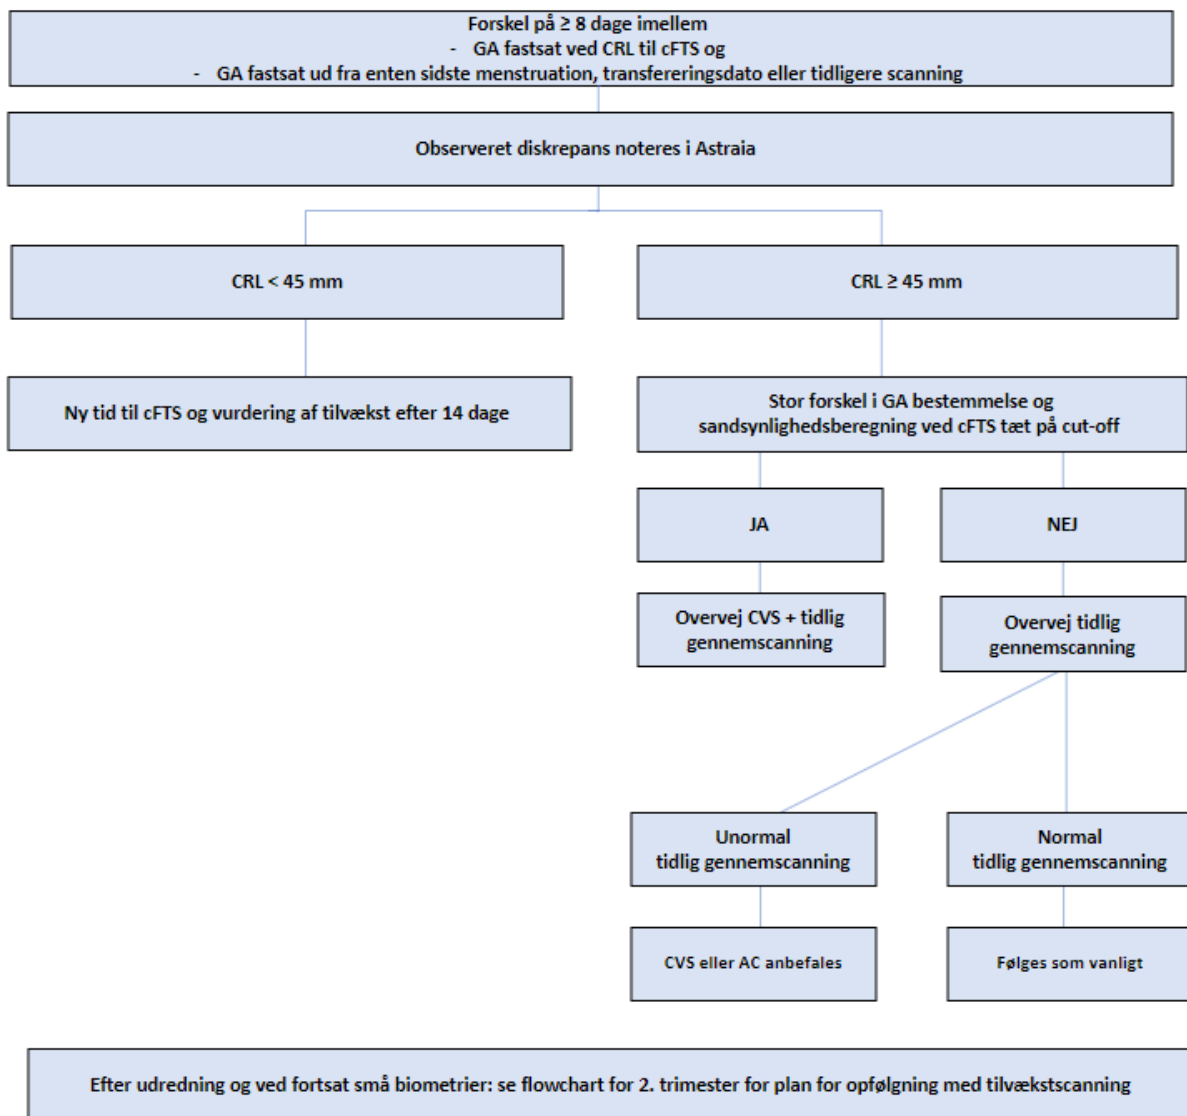 Forskel på ≥ 8 dage imellem
- GA fastsat ved CRL til cFTS og
- GA fastsat ud fra enten sidste menstruation, transfereringsdato eller tidligere scanning
Observeret diskrepans noteres i Astraia
CRL < 45 mm
CRL ≥ 45 mm
Ny tid til cFTS og vurdering af tilvækst efter 14 dage
Stor forskel i GA bestemmelse og
sandsynlighedsberegning ved cFTS tæt på cut-off
JA
NEJ
Overvej CVS + tidlig
gennemscanning
Overvej tidlig
gennemscanning
Unormal
tidlig gennemscanning
Normal
tidlig gennemscanning
CVS eller AC anbefales
Følges som vanligt
Efter udredning og ved fortsat små biometrier: se flowchart for 2. trimester for plan for opfølgning med tilvækstscanning